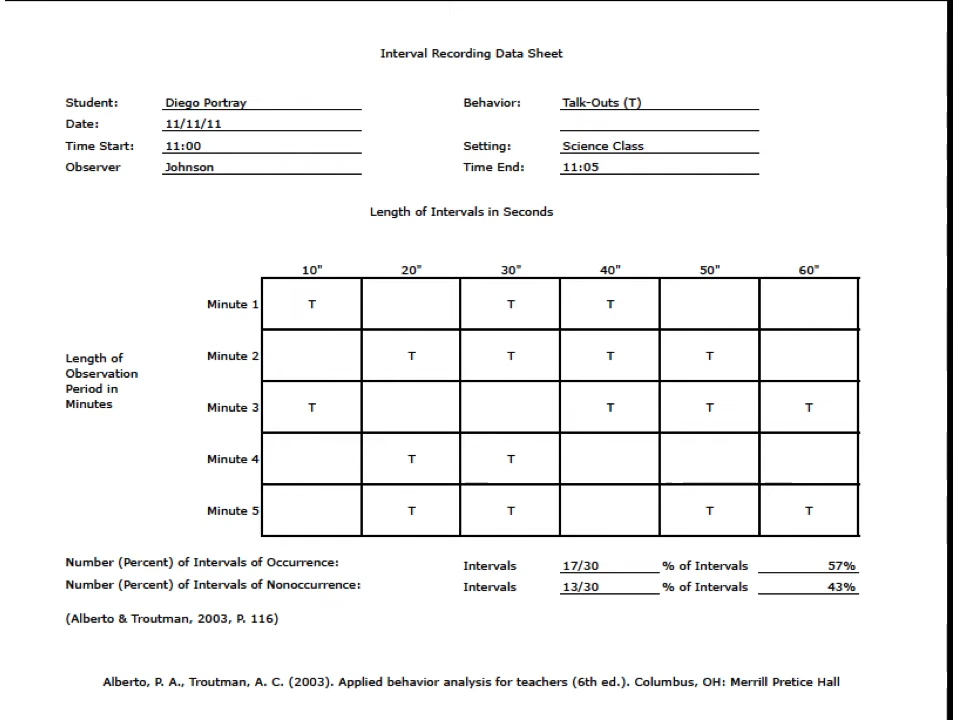 Interval Recording Data Sheet
Student: Diego Portray Behavior: Talk-Outs (T)
Date: 11/11/11
Time Start: 11:00 Setting: Science Class
Observer Johnson Time End: 11:05
Length of Intervals in Seconds
10" 20" 30" 40" 50" 60"
Minute 1 T T T
Minute 2 T T T T
Length of
Observation
Period in
Minutes
Minute 3 T T T T
Minute 4 T T
Minute 5 T T T T
Number (Percent) of Intervals of Occurrence: Intervals 17/30 % of Intervals 57%
Number (Percent) of Intervals of Nonoccurrence: Intervals 13/30 % of Intervals 43%
(Alberto & Troutman, 2003, P. 116)
Alberto, P. A., Troutman, A. C. (2003). Applied behavior analysis for teachers (6th ed.). Columbus, OH: Merrill Pretice Hall